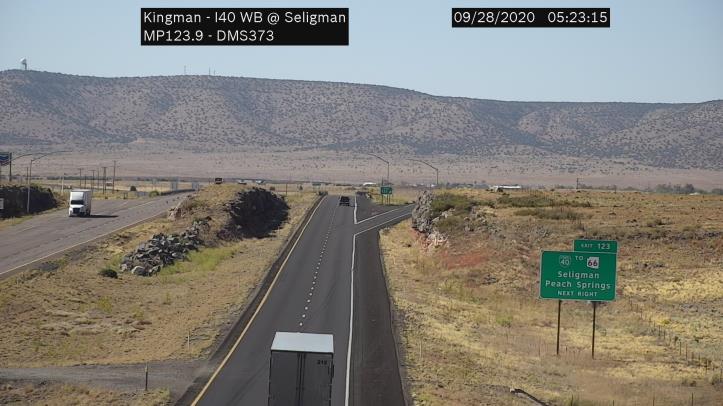 Kingman - I40 WB @ Seligman
MP123.9 - DMS373
09/28/2020 05:23:15
EXIT 123
40 TO 66
Seligman
Peach Springs
NEXT RIGHT